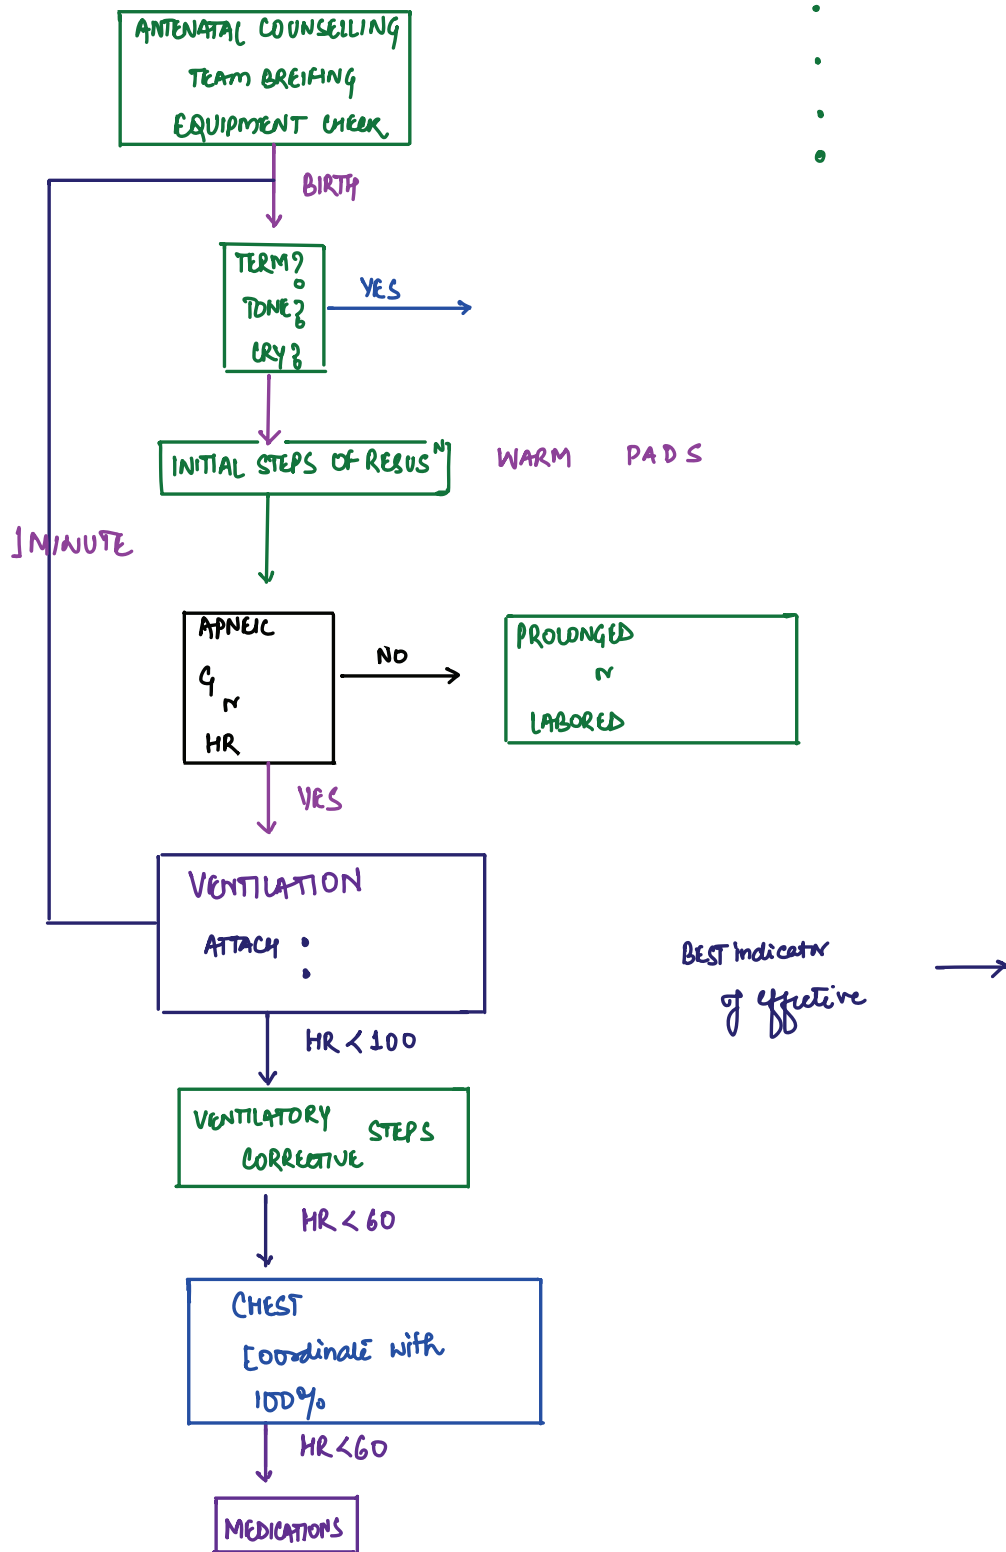 ANTENATAL COUNSELLING
TEAM BREIFING
EQUIPMENT CHECK
BIRTH
TERM?
TONE?
CRY?
YES
INITIAL STEPS OF RESUSⁿ
WARM PADS
1 MINUTE
APNEIC
G
or
HR
NO
PROLONGED
or
LABORED
YES
VENTILATION
ATTACH :
BEST indicator
of effective
HR < 100
VENTILATORY STEPS
CORRECTIVE
HR < 60
CHEST
Coordinate with
100%
HR < 60
MEDICATIONS